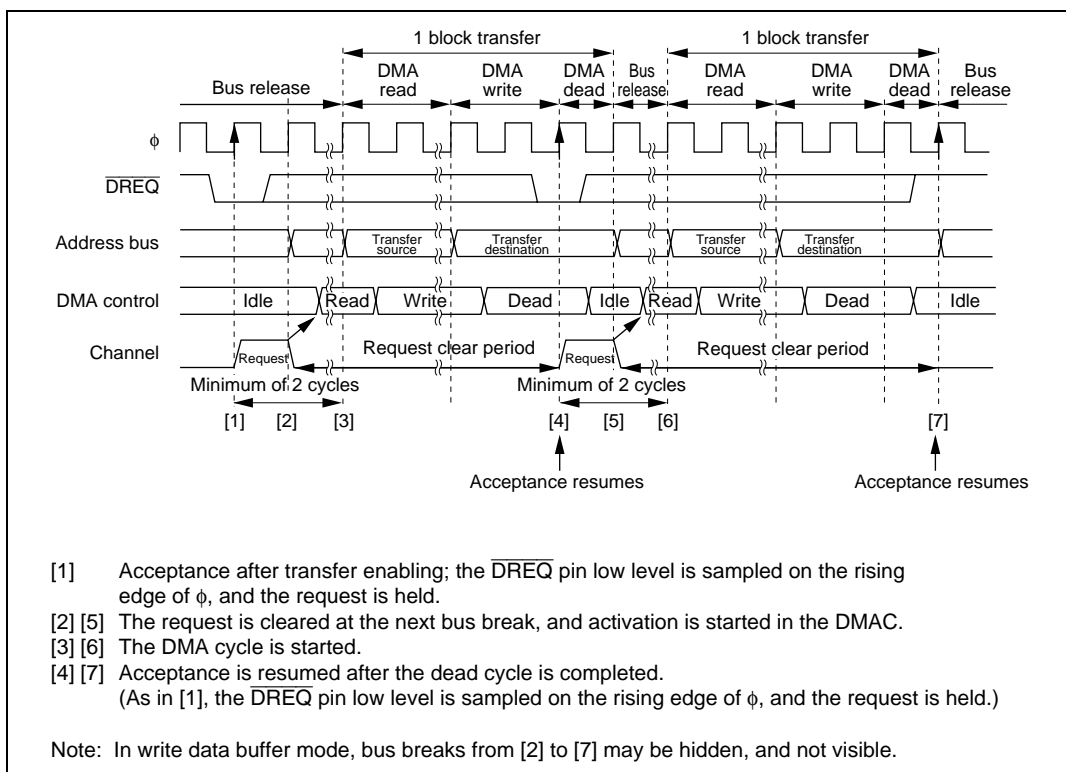 1 block transfer 1 block transfer
Bus release DMA read DMA write DMA dead Bus release DMA read DMA write DMA dead Bus release
φ
DREQ
Address bus Transfer source Transfer destination Transfer source Transfer destination
DMA control Idle Read Write Dead Idle Read Write Dead Idle
Channel Request Request clear period Request Request clear period
Minimum of 2 cycles Minimum of 2 cycles
[1] [2] [3] [4] [5] [6] [7]
Acceptance resumes Acceptance resumes
[1] Acceptance after transfer enabling; the DREQ pin low level is sampled on the rising
edge of φ, and the request is held.
[2] [5] The request is cleared at the next bus break, and activation is started in the DMAC.
[3] [6] The DMA cycle is started.
[4] [7] Acceptance is resumed after the dead cycle is completed.
(As in [1], the DREQ pin low level is sampled on the rising edge of φ, and the request is held.)
Note: In write data buffer mode, bus breaks from [2] to [7] may be hidden, and not visible.